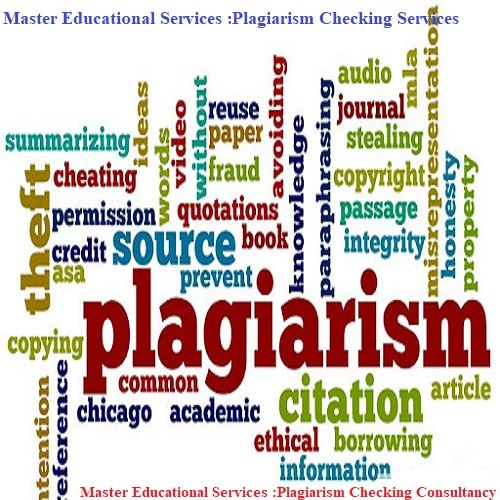 Master Educational Services :Plagiarism Checking Services
audio
mla
ideas
without
reuse
avoiding
journal
misrepresentation
summarizing
words
video
paper
stealing
cheating
fraud
knowledge
paraphrasing
copyright
honesty
property
theft
permission
quotations
passage
credit
source
book
integrity
asa
prevent
plagiarism
copying
common
citation
article
chicago
academic
reference
ethical
borrowing
information
Master Educational Services :Plagiarism Checking Consultancy